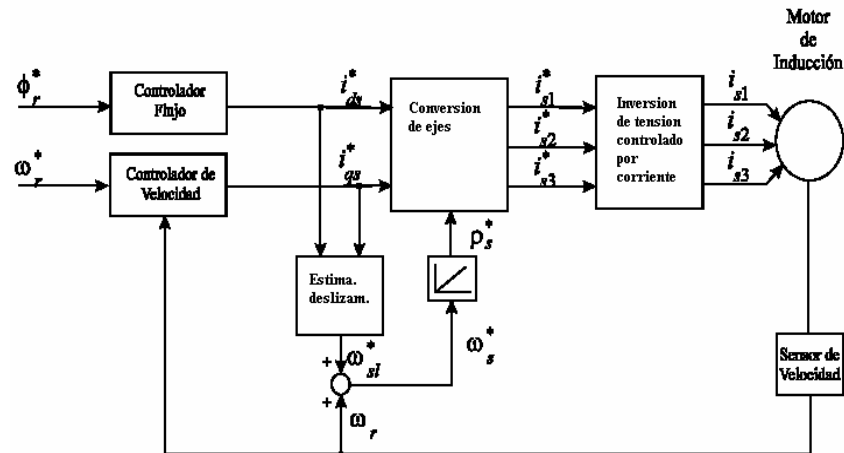 Motor
de
Inducción
ϕ*r
Controlador
Flujo
i*ds
Conversion
de ejes
i*s1
i*s2
i*s3
Inversion
de tension
controlado
por
corriente
is1
is2
is3
ω*r
Controlador de
Velocidad
i*qs
ρ*s
Estima.
deslizam.
ω*s
+
ω*sl
+
ωr
Sensor de
Velocidad